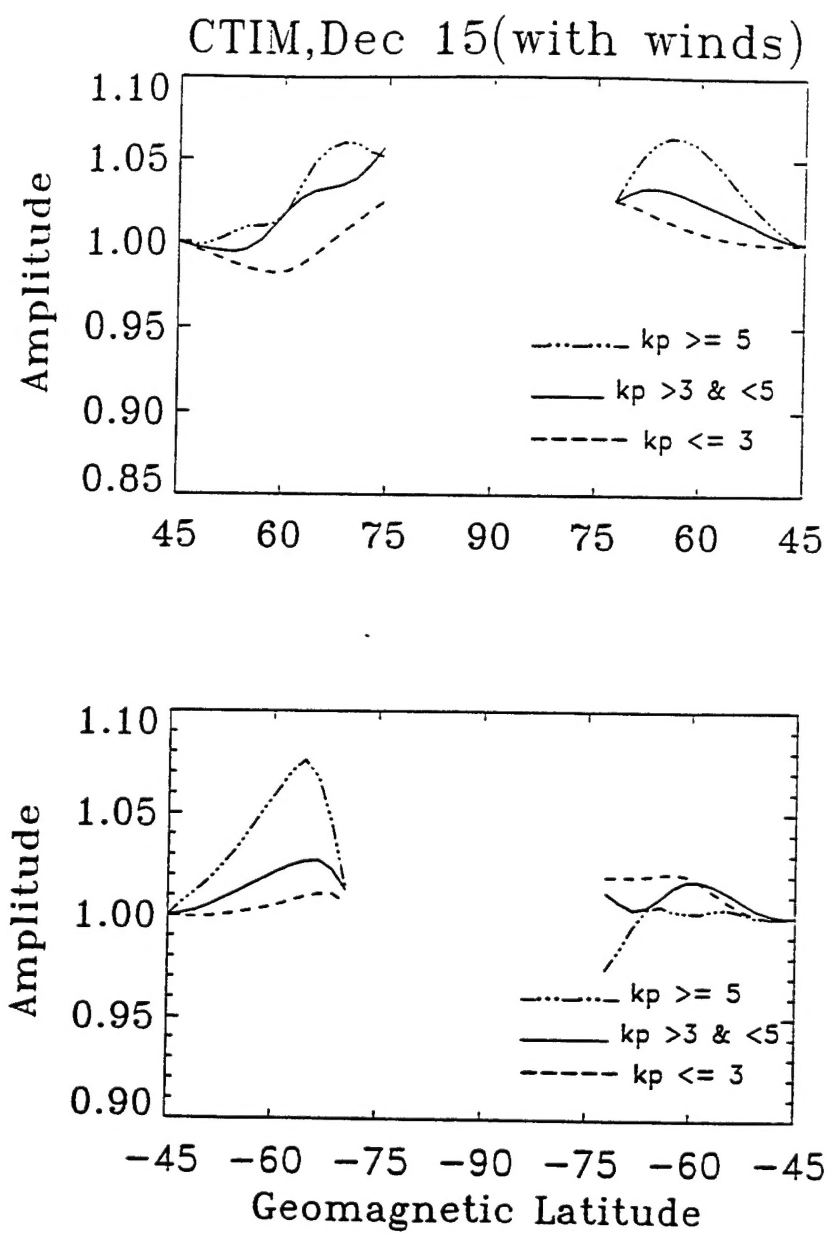 CTIM,Dec 15(with winds)
1.10
1.05
1.00
0.95
0.90
0.85
Amplitude
kp >= 5
kp >3 & <5
kp <= 3
45 60 75 90 75 60 45
1.10
1.05
1.00
0.95
0.90
Amplitude
kp >= 5
kp >3 & <5
kp <= 3
−45 −60 −75 −90 −75 −60 −45
Geomagnetic Latitude